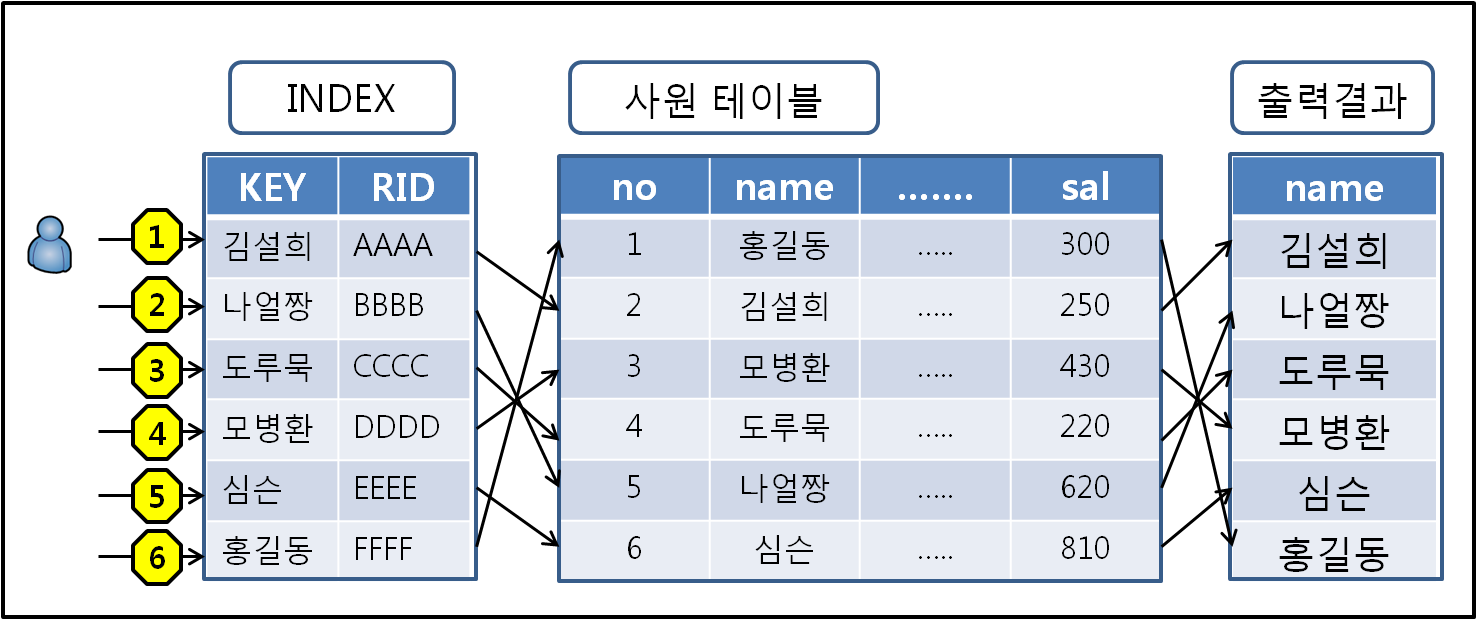 INDEX 사원 테이블 출력결과
KEY RID no name ....... sal name
1 김설희 AAAA 1 홍길동 ..... 300 김설희
2 나얼짱 BBBB 2 김설희 ..... 250 나얼짱
3 도루묵 CCCC 3 모병환 ..... 430 도루묵
4 모병환 DDDD 4 도루묵 ..... 220 모병환
5 심슨 EEEE 5 나얼짱 ..... 620 심슨
6 홍길동 FFFF 6 심슨 ..... 810 홍길동